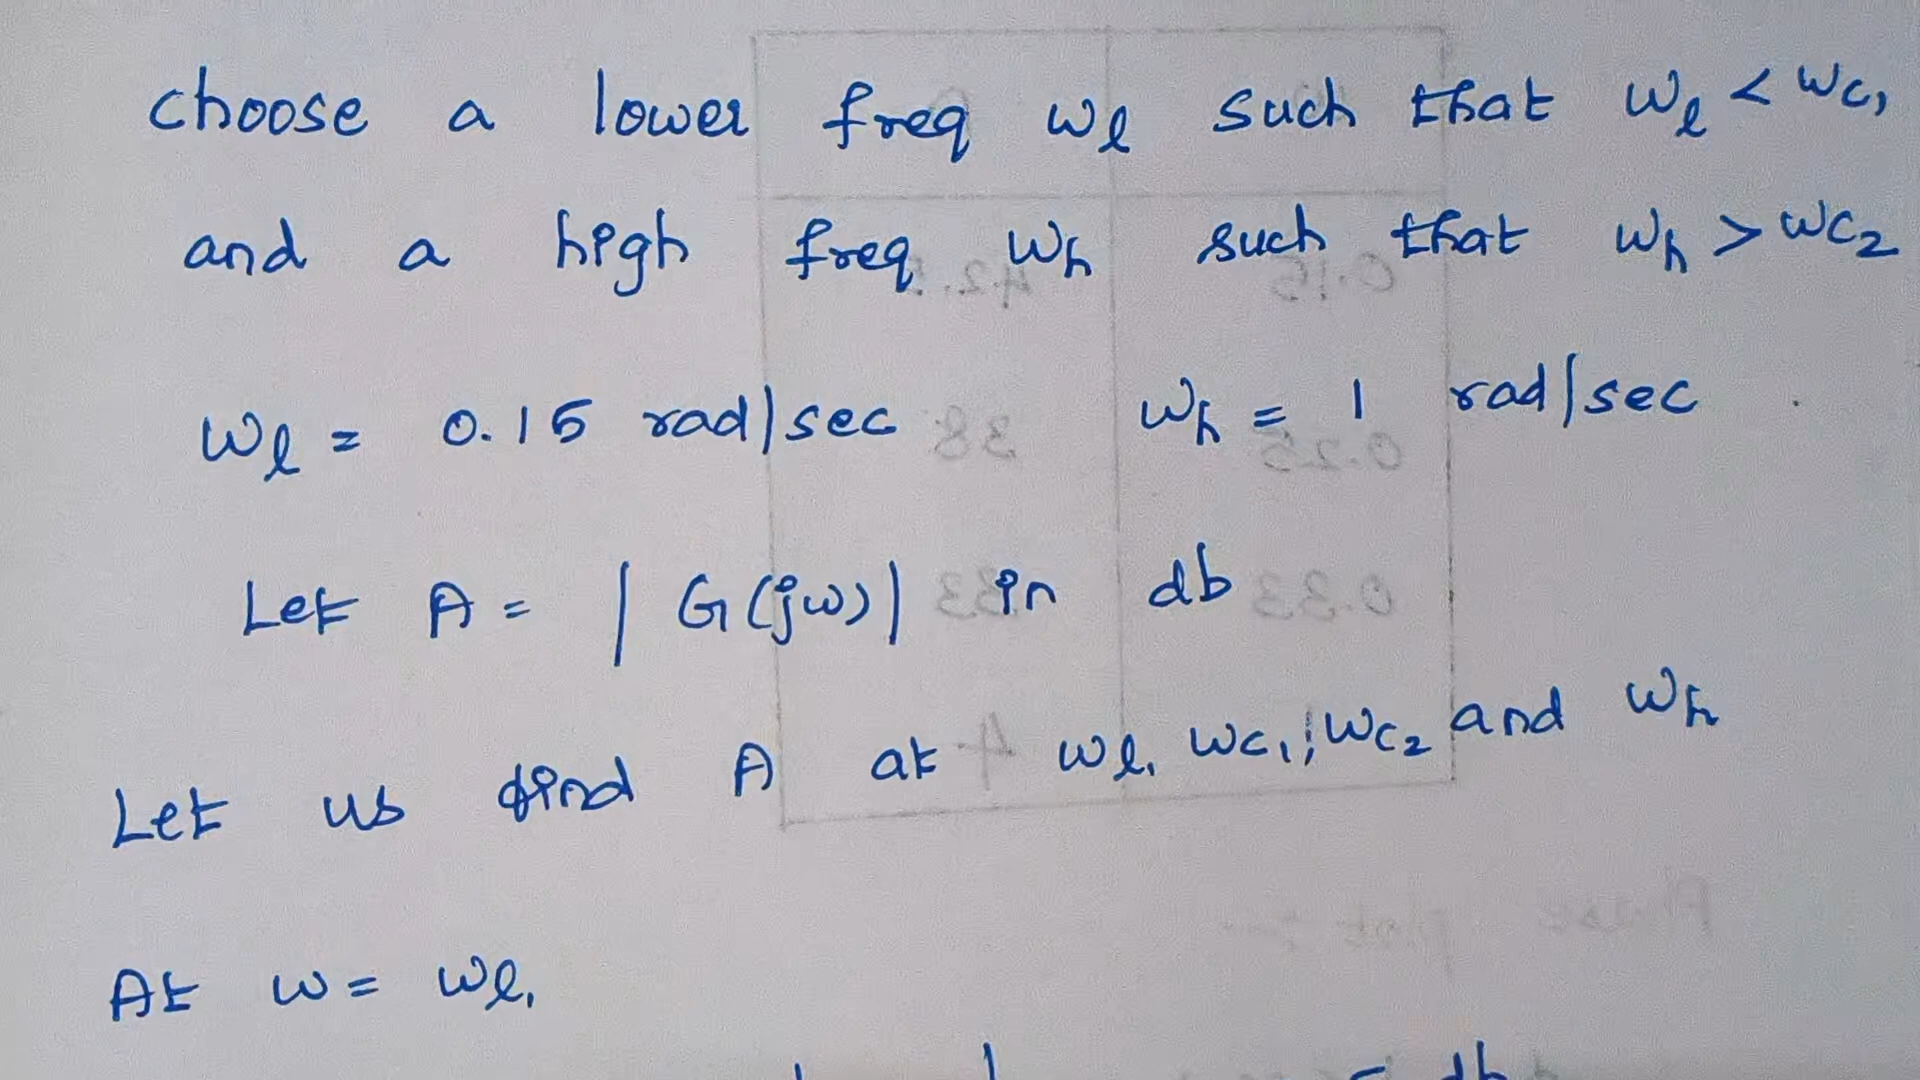 choose a lower freq ωl such that ωl < ωc1
and a high freq ωh such that ωh > ωc2
ωl = 0.15 rad/sec ωh = 1 rad/sec
Let A = |G(jω)| in db
Let us find A at ωl, ωc1, ωc2 and ωh
At ω = ωl,
db